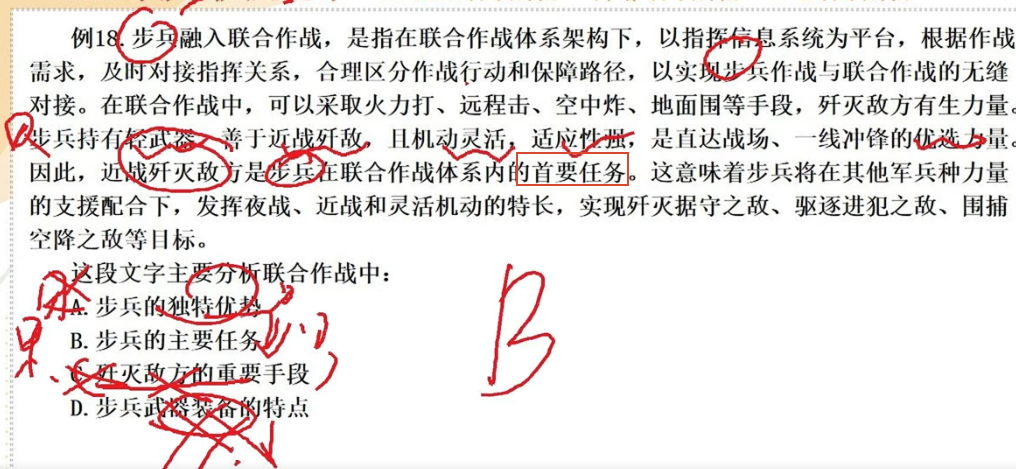 例18.步兵融入联合作战，是指在联合作战体系架构下，以指挥信息系统为平台，根据作战
需求，及时对接指挥关系，合理区分作战行动和保障路径，以实现步兵作战与联合作战的无缝
对接。在联合作战中，可以采取火力打、远程击、空中炸、地面围等手段，歼灭敌方有生力量。
步兵持有轻武器，善于近战歼敌，且机动灵活，适应性强，是直达战场、一线冲锋的优选力量。
因此，近战歼灭敌方是步兵在联合作战体系内的首要任务。这意味着步兵将在其他军兵种力量
的支援配合下，发挥夜战、近战和灵活机动的特长，实现歼灭据守之敌、驱逐进犯之敌、围捕
空降之敌等目标。
这段文字主要分析联合作战中：
A. 步兵的独特优势
B. 步兵的主要任务
C. 歼灭敌方的重要手段
D. 步兵武器装备的特点
B